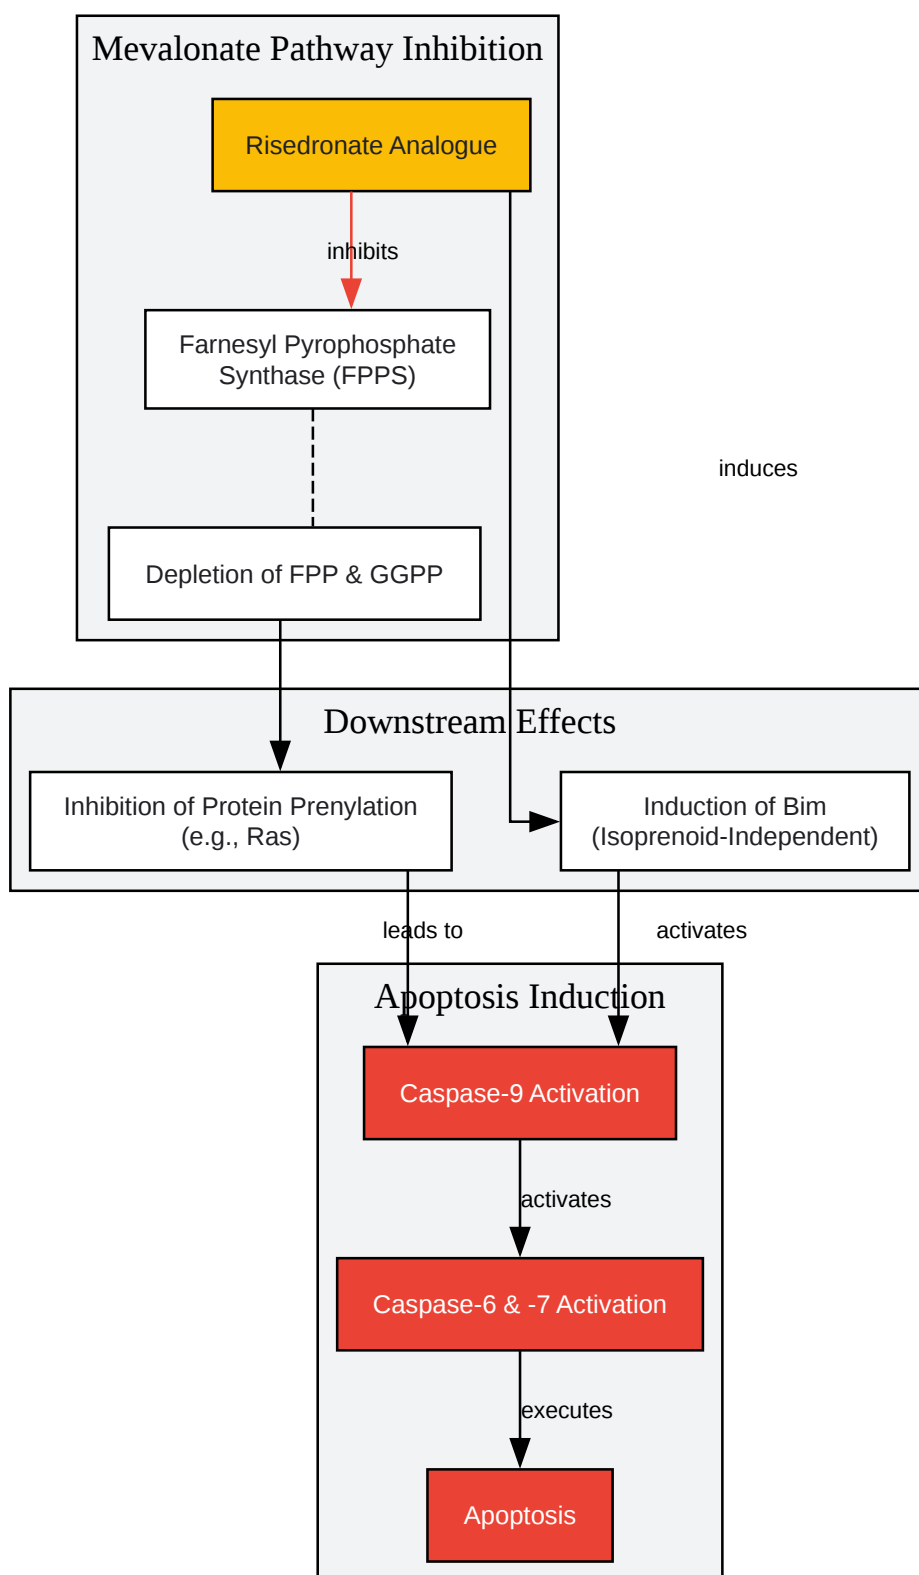 Mevalonate Pathway Inhibition
Risedronate Analogue
inhibits
Farnesyl Pyrophosphate
Synthase (FPPS)
induces
Depletion of FPP & GGPP
Downstream Effects
Inhibition of Protein Prenylation
(e.g., Ras)
Induction of Bim
(Isoprenoid-Independent)
leads to
activates
Apoptosis Induction
Caspase-9 Activation
activates
Caspase-6 & -7 Activation
executes
Apoptosis